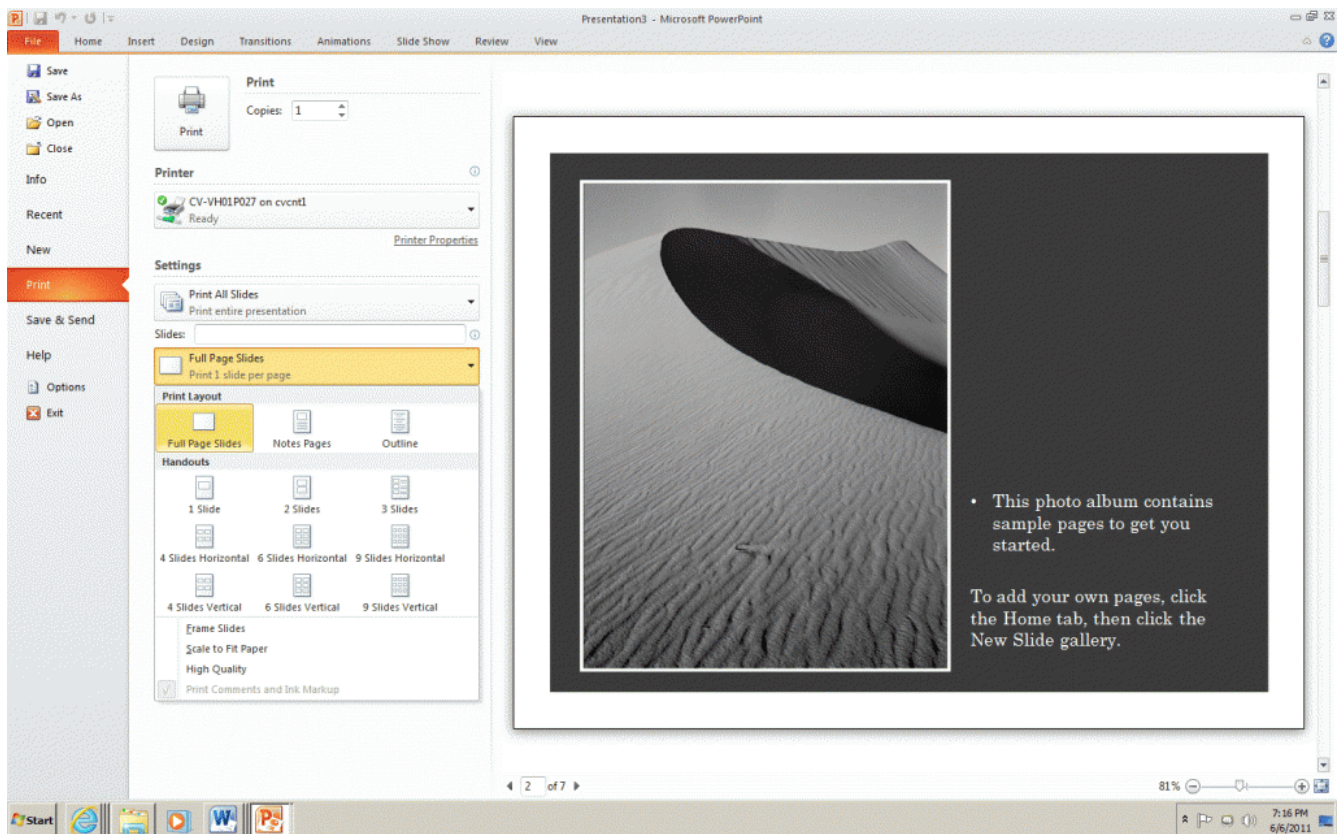 Presentation3 - Microsoft PowerPoint
File Home Insert Design Transitions Animations Slide Show Review View
Save
Save As
Open
Close
Info
Recent
New
Print
Save & Send
Help
Options
Exit
Print
Print
Copies: 1
Printer
CV-VH01P027 on cvcnt1
Ready
Printer Properties
Settings
Print All Slides
Print entire presentation
Slides:
Full Page Slides
Print 1 slide per page
Print Layout
Full Page Slides Notes Pages Outline
Handouts
1 Slide 2 Slides 3 Slides
4 Slides Horizontal 6 Slides Horizontal 9 Slides Horizontal
4 Slides Vertical 6 Slides Vertical 9 Slides Vertical
Frame Slides
Scale to Fit Paper
High Quality
Print Comments and Ink Markup
• This photo album contains
sample pages to get you
started.
To add your own pages, click
the Home tab, then click the
New Slide gallery.
2 of 7
81%
Start
7:16 PM
6/6/2011